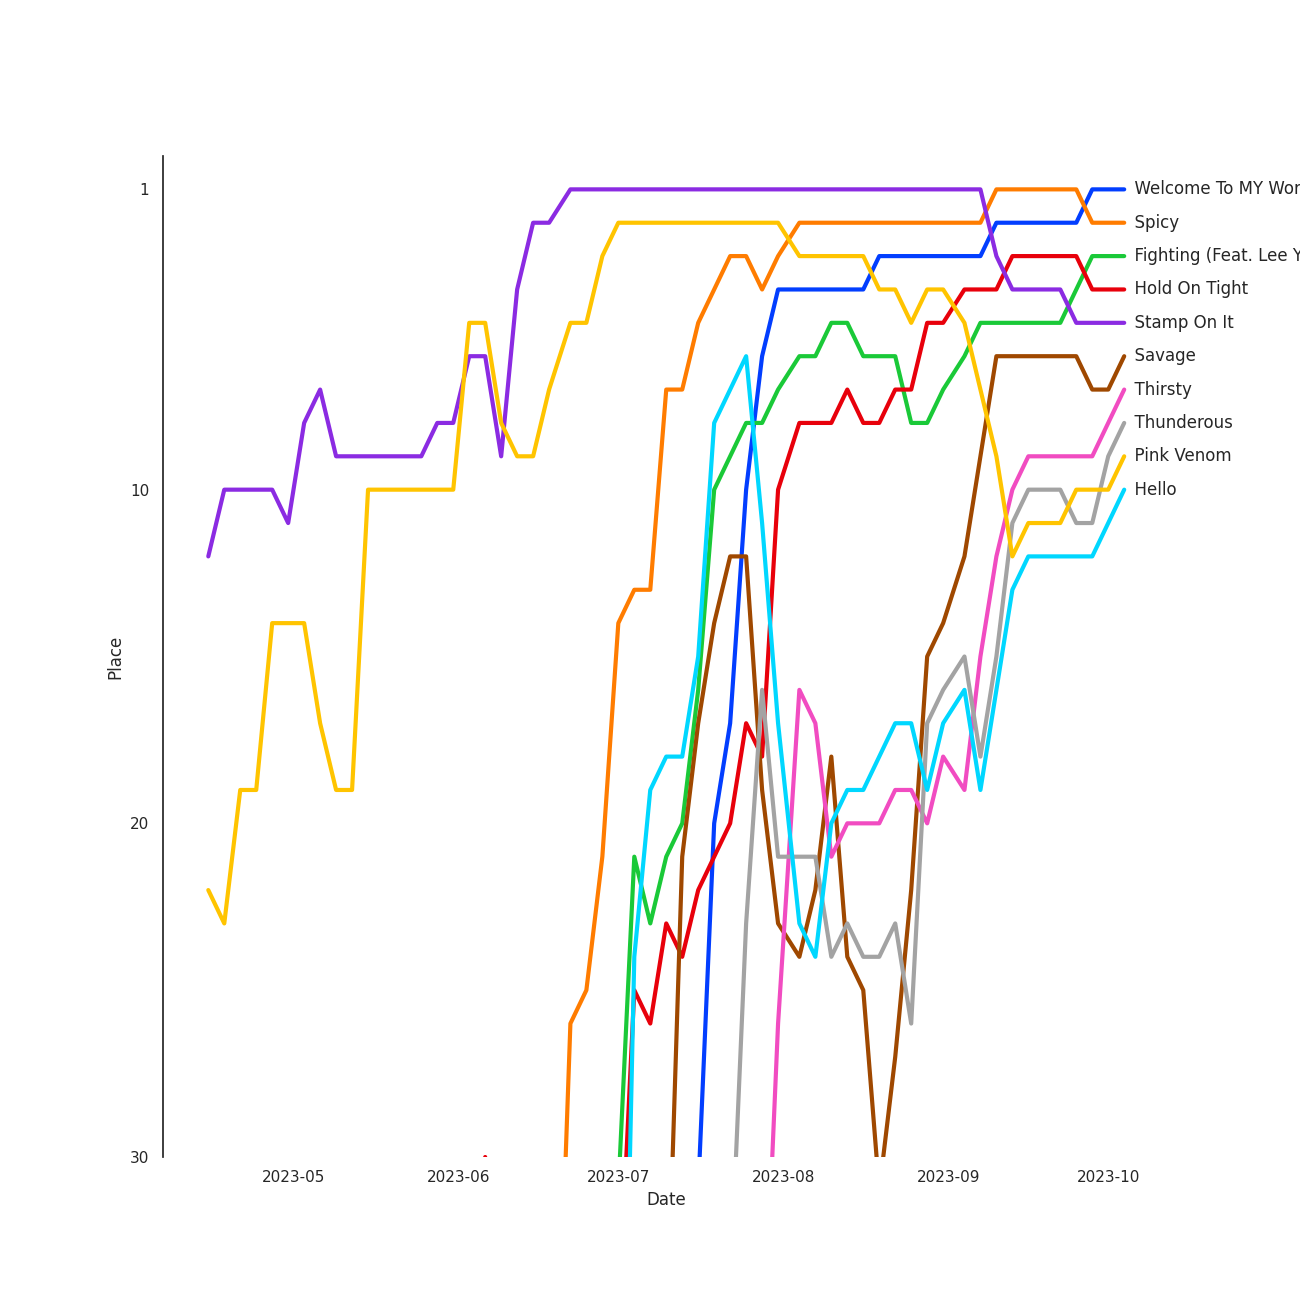 1
10
20
30
Place
2023-05
2023-06
2023-07
2023-08
2023-09
2023-10
Date
Welcome To MY Wor
Spicy
Fighting (Feat. Lee Y
Hold On Tight
Stamp On It
Savage
Thirsty
Thunderous
Pink Venom
Hello